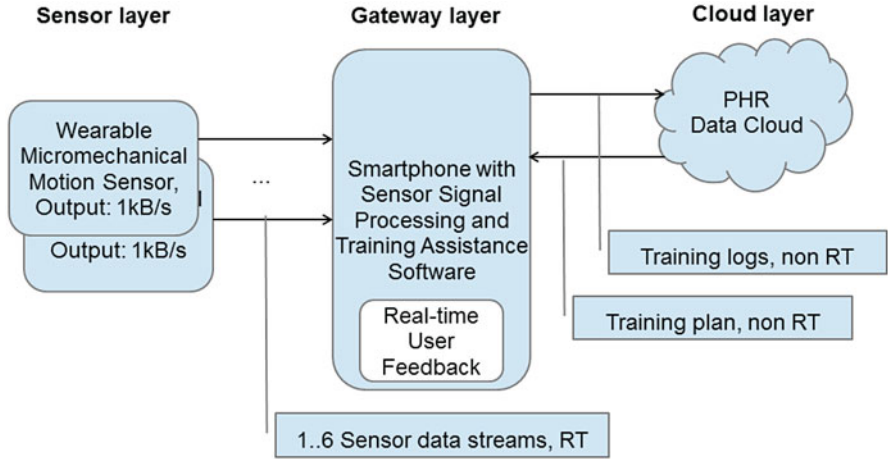 Sensor layer
Gateway layer
Cloud layer
Wearable
Micromechanical
Motion Sensor,
Output: 1kB/s
Output: 1kB/s
...
Smartphone with
Sensor Signal
Processing and
Training Assistance
Software
Real-time
User
Feedback
PHR
Data Cloud
Training logs, non RT
Training plan, non RT
1..6 Sensor data streams, RT